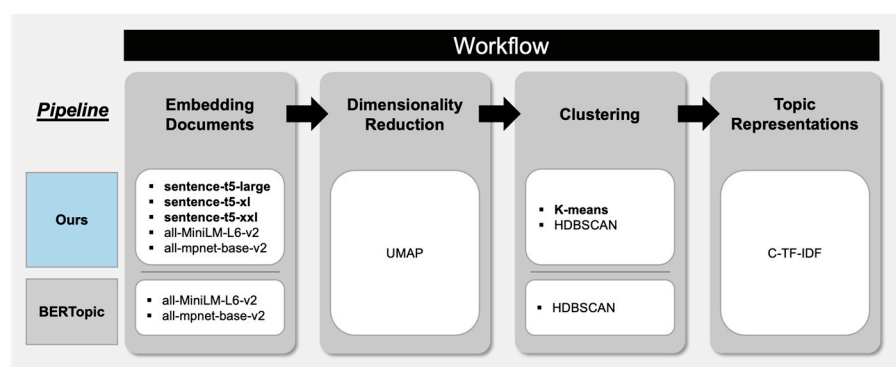 Workflow
Pipeline
Embedding
Documents
Dimensionality
Reduction
Clustering
Topic
Representations
Ours
▪ sentence-t5-large
▪ sentence-t5-xl
▪ sentence-t5-xxl
▪ all-MiniLM-L6-v2
▪ all-mpnet-base-v2
UMAP
▪ K-means
▪ HDBSCAN
C-TF-IDF
BERTopic
▪ all-MiniLM-L6-v2
▪ all-mpnet-base-v2
▪ HDBSCAN